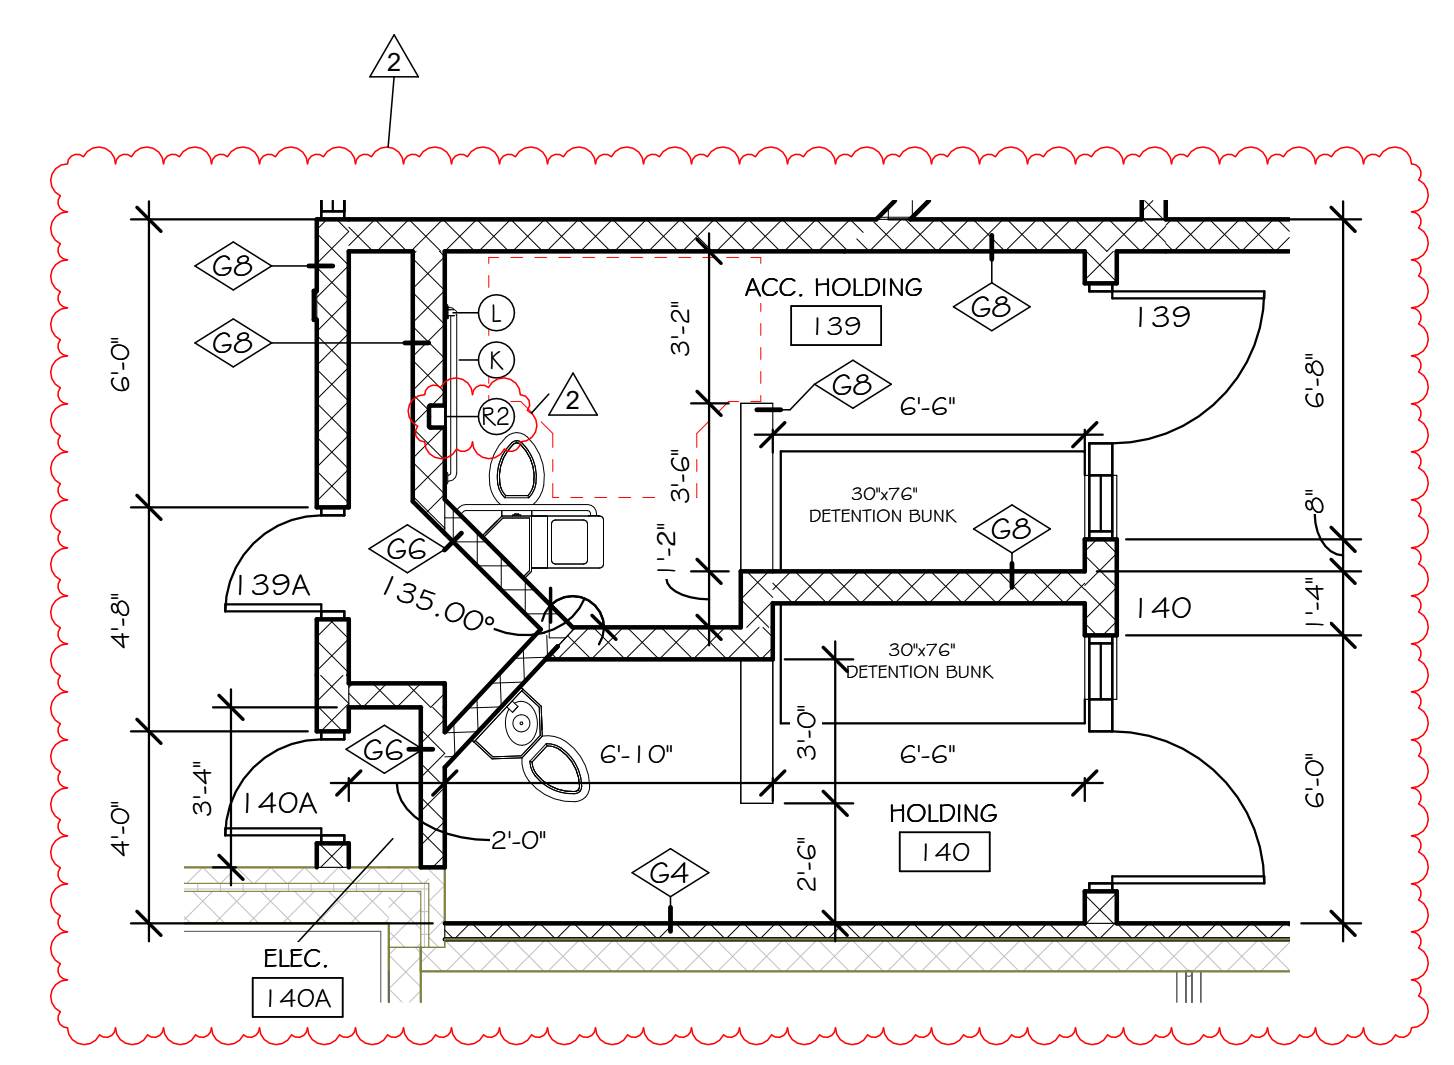 2
G8
L
ACC. HOLDING
139
G8
139
3'-2"
G8
K
6'-0"
G8
6'-8"
2
R2
6'-6"
3'-6"
30"x76"
DETENTION BUNK
8"
G8
G6
1'-2"
139A
135.00°
140
1'-4"
4'-8"
30"x76"
DETENTION BUNK
3'-0"
G6
6'-10"
6'-6"
6'-0"
3'-4"
140A
HOLDING
140
4'-0"
2'-0"
2'-6"
G4
ELEC.
140A